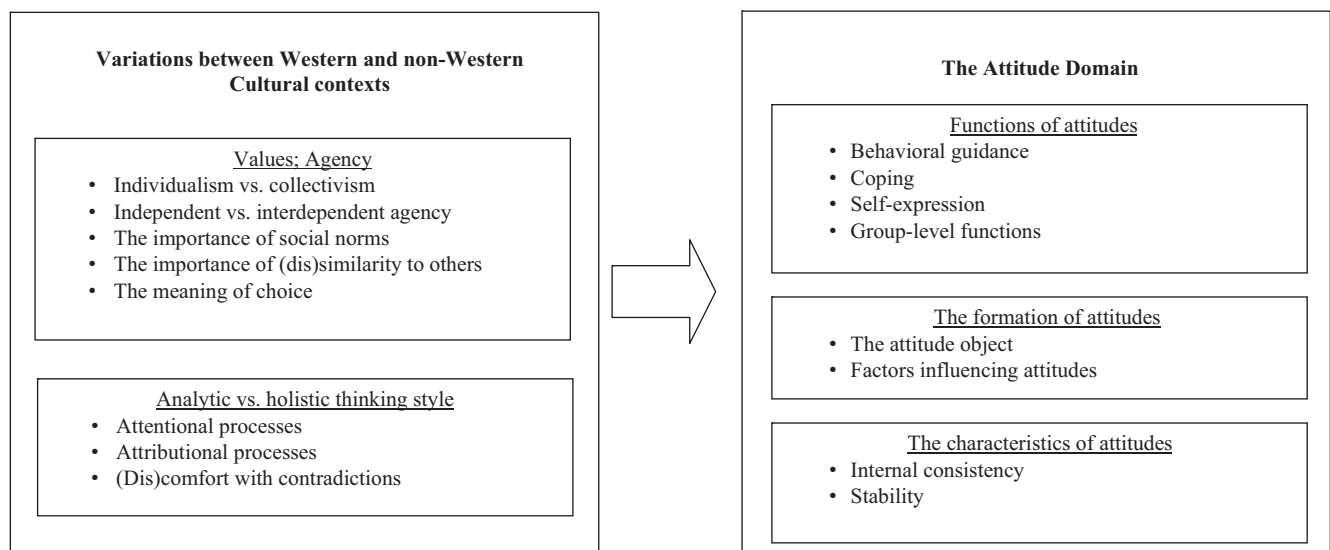 Variations between Western and non-Western
Cultural contexts
Values; Agency
• Individualism vs. collectivism
• Independent vs. interdependent agency
• The importance of social norms
• The importance of (dis)similarity to others
• The meaning of choice
Analytic vs. holistic thinking style
• Attentional processes
• Attributional processes
• (Dis)comfort with contradictions
The Attitude Domain
Functions of attitudes
• Behavioral guidance
• Coping
• Self-expression
• Group-level functions
The formation of attitudes
• The attitude object
• Factors influencing attitudes
The characteristics of attitudes
• Internal consistency
• Stability